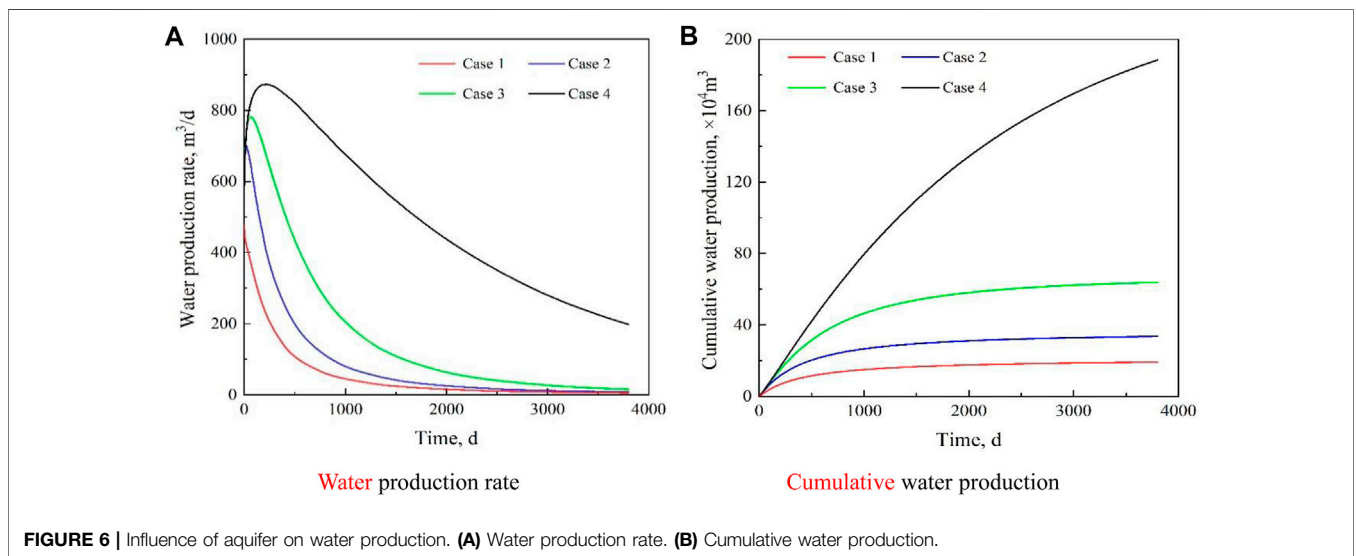 A
1000
800
600
400
200
0
Water production rate, m³/d
Case 1 Case 2
Case 3 Case 4
0 1000 2000 3000 4000
Time, d
Water production rate
B
200
160
120
80
40
0
Cumulative water production, ×10⁴m³
Case 1 Case 2
Case 3 Case 4
0 1000 2000 3000 4000
Time, d
Cumulative water production
FIGURE 6 | Influence of aquifer on water production. (A) Water production rate. (B) Cumulative water production.